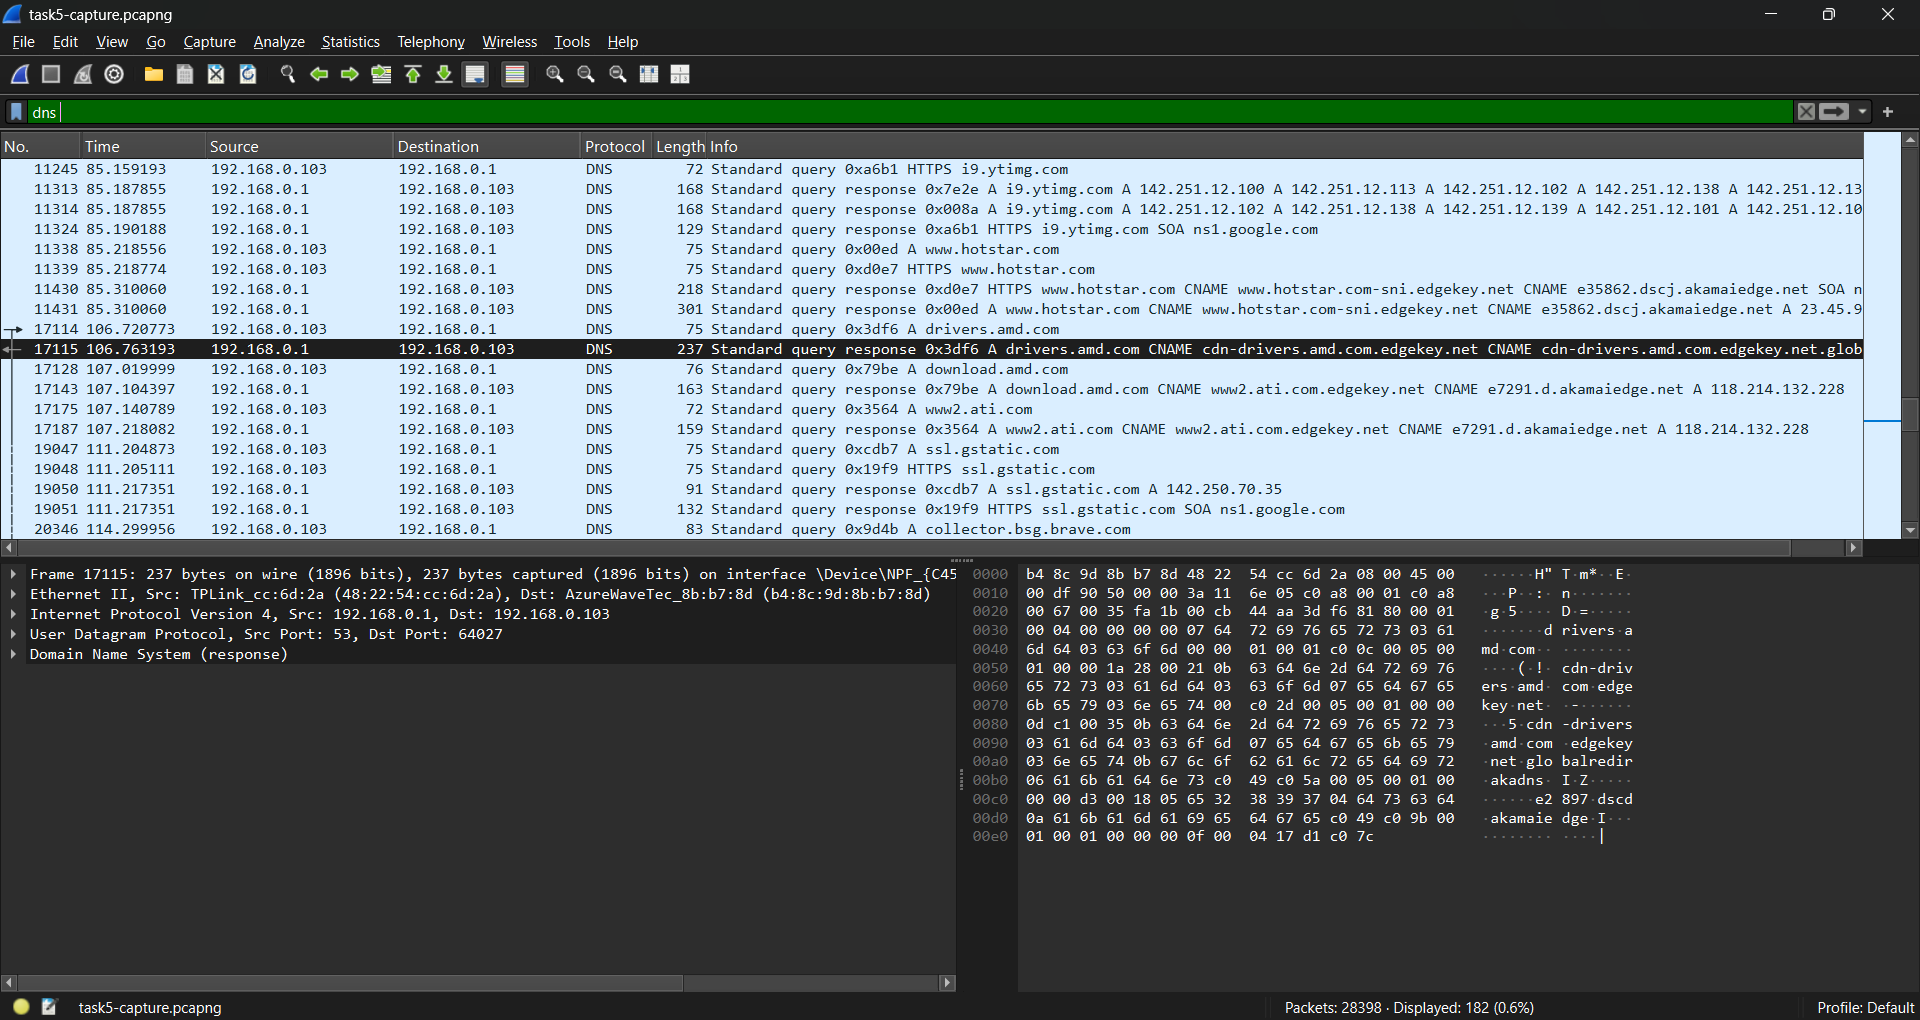 task5-capture.pcapng
File Edit View Go Capture Analyze Statistics Telephony Wireless Tools Help
dns
No. Time Source Destination Protocol Length Info
11245 85.159193 192.168.0.103 192.168.0.1 DNS 72 Standard query 0xa6b1 HTTPS i9.ytimg.com
11313 85.187855 192.168.0.1 192.168.0.103 DNS 168 Standard query response 0x7e2e A i9.ytimg.com A 142.251.12.100 A 142.251.12.113 A 142.251.12.102 A 142.251.12.138 A 142.251.12.13
11314 85.187855 192.168.0.1 192.168.0.103 DNS 168 Standard query response 0x008a A i9.ytimg.com A 142.251.12.102 A 142.251.12.138 A 142.251.12.139 A 142.251.12.101 A 142.251.12.10
11324 85.190188 192.168.0.1 192.168.0.103 DNS 129 Standard query response 0xa6b1 HTTPS i9.ytimg.com SOA ns1.google.com
11338 85.218556 192.168.0.103 192.168.0.1 DNS 75 Standard query 0x00ed A www.hotstar.com
11339 85.218774 192.168.0.103 192.168.0.1 DNS 75 Standard query 0xd0e7 HTTPS www.hotstar.com
11430 85.310060 192.168.0.1 192.168.0.103 DNS 218 Standard query response 0xd0e7 HTTPS www.hotstar.com CNAME www.hotstar.com-sni.edgekey.net CNAME e35862.dscj.akamaiedge.net SOA n
11431 85.310060 192.168.0.1 192.168.0.103 DNS 301 Standard query response 0x00ed A www.hotstar.com CNAME www.hotstar.com-sni.edgekey.net CNAME e35862.dscj.akamaiedge.net A 23.45.9
17114 106.720773 192.168.0.103 192.168.0.1 DNS 75 Standard query 0x3df6 A drivers.amd.com
17115 106.763193 192.168.0.1 192.168.0.103 DNS 237 Standard query response 0x3df6 A drivers.amd.com CNAME cdn-drivers.amd.com.edgekey.net CNAME cdn-drivers.amd.com.edgekey.net.glob
17128 107.019999 192.168.0.103 192.168.0.1 DNS 76 Standard query 0x79be A download.amd.com
17143 107.104397 192.168.0.1 192.168.0.103 DNS 163 Standard query response 0x79be A download.amd.com CNAME www2.ati.com.edgekey.net CNAME e7291.d.akamaiedge.net A 118.214.132.228
17175 107.140789 192.168.0.103 192.168.0.1 DNS 72 Standard query 0x3564 A www2.ati.com
17187 107.218082 192.168.0.1 192.168.0.103 DNS 159 Standard query response 0x3564 A www2.ati.com CNAME www2.ati.com.edgekey.net CNAME e7291.d.akamaiedge.net A 118.214.132.228
19047 111.204873 192.168.0.103 192.168.0.1 DNS 75 Standard query 0xcdb7 A ssl.gstatic.com
19048 111.205111 192.168.0.103 192.168.0.1 DNS 75 Standard query 0x19f9 HTTPS ssl.gstatic.com
19050 111.217351 192.168.0.1 192.168.0.103 DNS 91 Standard query response 0xcdb7 A ssl.gstatic.com A 142.250.70.35
19051 111.217351 192.168.0.1 192.168.0.103 DNS 132 Standard query response 0x19f9 HTTPS ssl.gstatic.com SOA ns1.google.com
20346 114.299956 192.168.0.103 192.168.0.1 DNS 83 Standard query 0x9d4b A collector.bsg.brave.com
Frame 17115: 237 bytes on wire (1896 bits), 237 bytes captured (1896 bits) on interface \Device\NPF_{C45
Ethernet II, Src: TPLink_cc:6d:2a (48:22:54:cc:6d:2a), Dst: AzureWaveTec_8b:b7:8d (b4:8c:9d:8b:b7:8d)
Internet Protocol Version 4, Src: 192.168.0.1, Dst: 192.168.0.103
User Datagram Protocol, Src Port: 53, Dst Port: 64027
Domain Name System (response)
0000 b4 8c 9d 8b b7 8d 48 22 54 cc 6d 2a 08 00 45 00 ······H" T·m*··E·
0010 00 df 90 50 00 00 3a 11 6e 05 c0 a8 00 01 c0 a8 ···P··:· n·······
0020 00 67 00 35 fa 1b 00 cb 44 aa 3d f6 81 80 00 01 ·g·5···· D·=·····
0030 00 04 00 00 00 00 07 64 72 69 76 65 72 73 03 61 ·······d rivers·a
0040 6d 64 03 63 6f 6d 00 00 01 00 01 c0 0c 00 05 00 md·com·· ········
0050 01 00 00 1a 28 00 21 0b 63 64 6e 2d 64 72 69 76 ····(·!· cdn-driv
0060 65 72 73 03 61 6d 64 03 63 6f 6d 07 65 64 67 65 ers·amd· com·edge
0070 6b 65 79 03 6e 65 74 00 c0 2d 00 05 00 01 00 00 key·net· ·-······
0080 0d c1 00 35 0b 63 64 6e 2d 64 72 69 76 65 72 73 ···5·cdn -drivers
0090 03 61 6d 64 03 63 6f 6d 07 65 64 67 65 6b 65 79 ·amd·com ·edgekey
00a0 03 6e 65 74 0b 67 6c 6f 62 61 6c 72 65 64 69 72 ·net·glo balredir
00b0 06 61 6b 61 64 6e 73 c0 49 c0 5a 00 05 00 01 00 ·akadns· I·Z·····
00c0 00 00 d3 00 18 05 65 32 38 39 37 04 64 73 63 64 ······e2 897·dscd
00d0 0a 61 6b 61 6d 61 69 65 64 67 65 c0 49 c0 9b 00 ·akamaie dge·I···
00e0 01 00 01 00 00 00 0f 00 04 17 d1 c0 7c ········ ····|
task5-capture.pcapng
Packets: 28398 · Displayed: 182 (0.6%)
Profile: Default